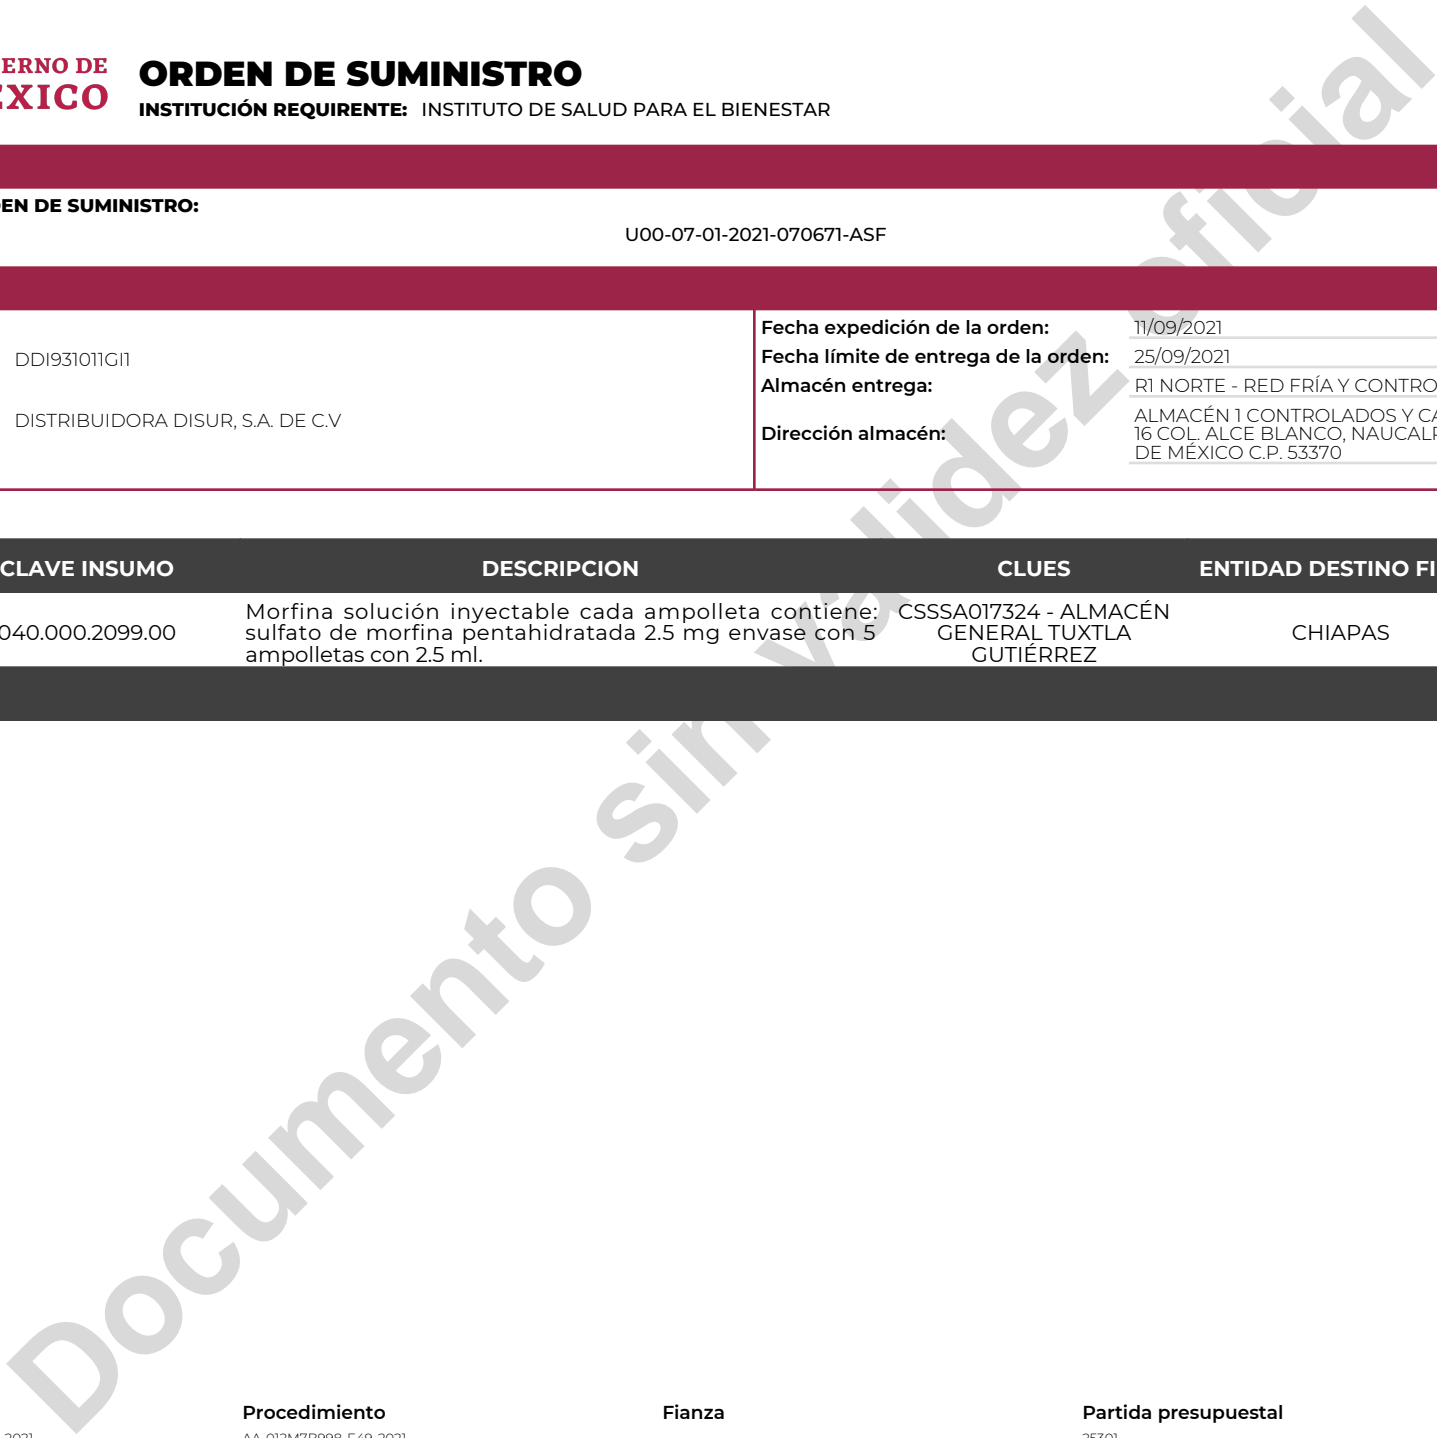 ERNO DE
ORDEN DE SUMINISTRO
INSTITUCIÓN REQUIRENTE: INSTITUTO DE SALUD PARA EL BIENESTAR
EN DE SUMINISTRO:
U00-07-01-2021-070671-ASF
DDI931011GI1
DISTRIBUIDORA DISUR, S.A. DE C.V
Fecha expedición de la orden: 11/09/2021
Fecha límite de entrega de la orden: 25/09/2021
Almacén entrega: R1 NORTE - RED FRÍA Y CONTRO
Dirección almacén: ALMACÉN 1 CONTROLADOS Y CA
16 COL. ALCE BLANCO, NAUCALP
DE MÉXICO C.P. 53370
CLAVE INSUMO DESCRIPCION CLUES ENTIDAD DESTINO FI
040.000.2099.00
Morfina solución inyectable cada ampolleta contiene:
sulfato de morfina pentahidratada 2.5 mg envase con 5
ampolletas con 2.5 ml.
CSSSA017324 - ALMACÉN
GENERAL TUXTLA
GUTIÉRREZ
CHIAPAS
Documento sin validez oficial
Procedimiento Fianza Partida presupuestal